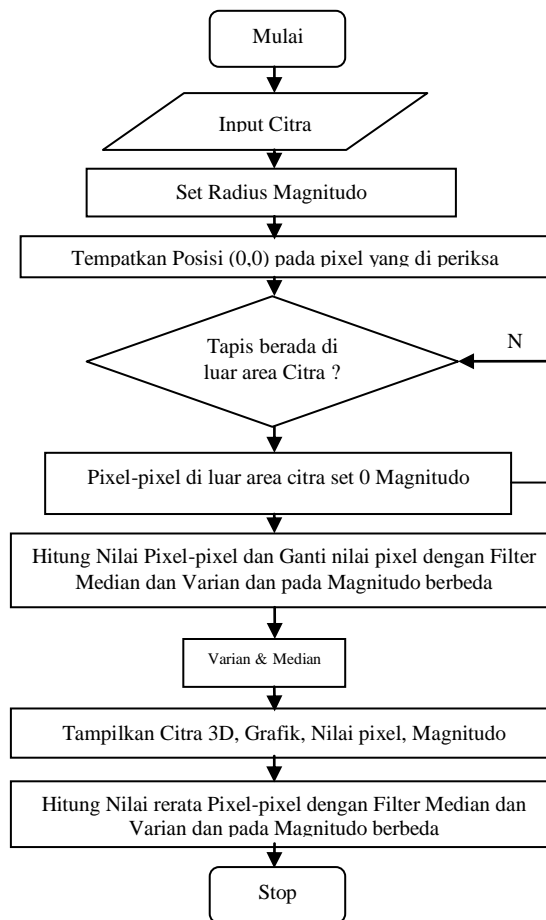 Mulai
Input Citra
Set Radius Magnitudo
Tempatkan Posisi (0,0) pada pixel yang di periksa
Tapis berada di
luar area Citra ?
N
Pixel-pixel di luar area citra set 0 Magnitudo
Hitung Nilai Pixel-pixel dan Ganti nilai pixel dengan Filter
Median dan Varian dan pada Magnitudo berbeda
Varian & Median
Tampilkan Citra 3D, Grafik, Nilai pixel, Magnitudo
Hitung Nilai rerata Pixel-pixel dengan Filter Median dan
Varian dan pada Magnitudo berbeda
Stop